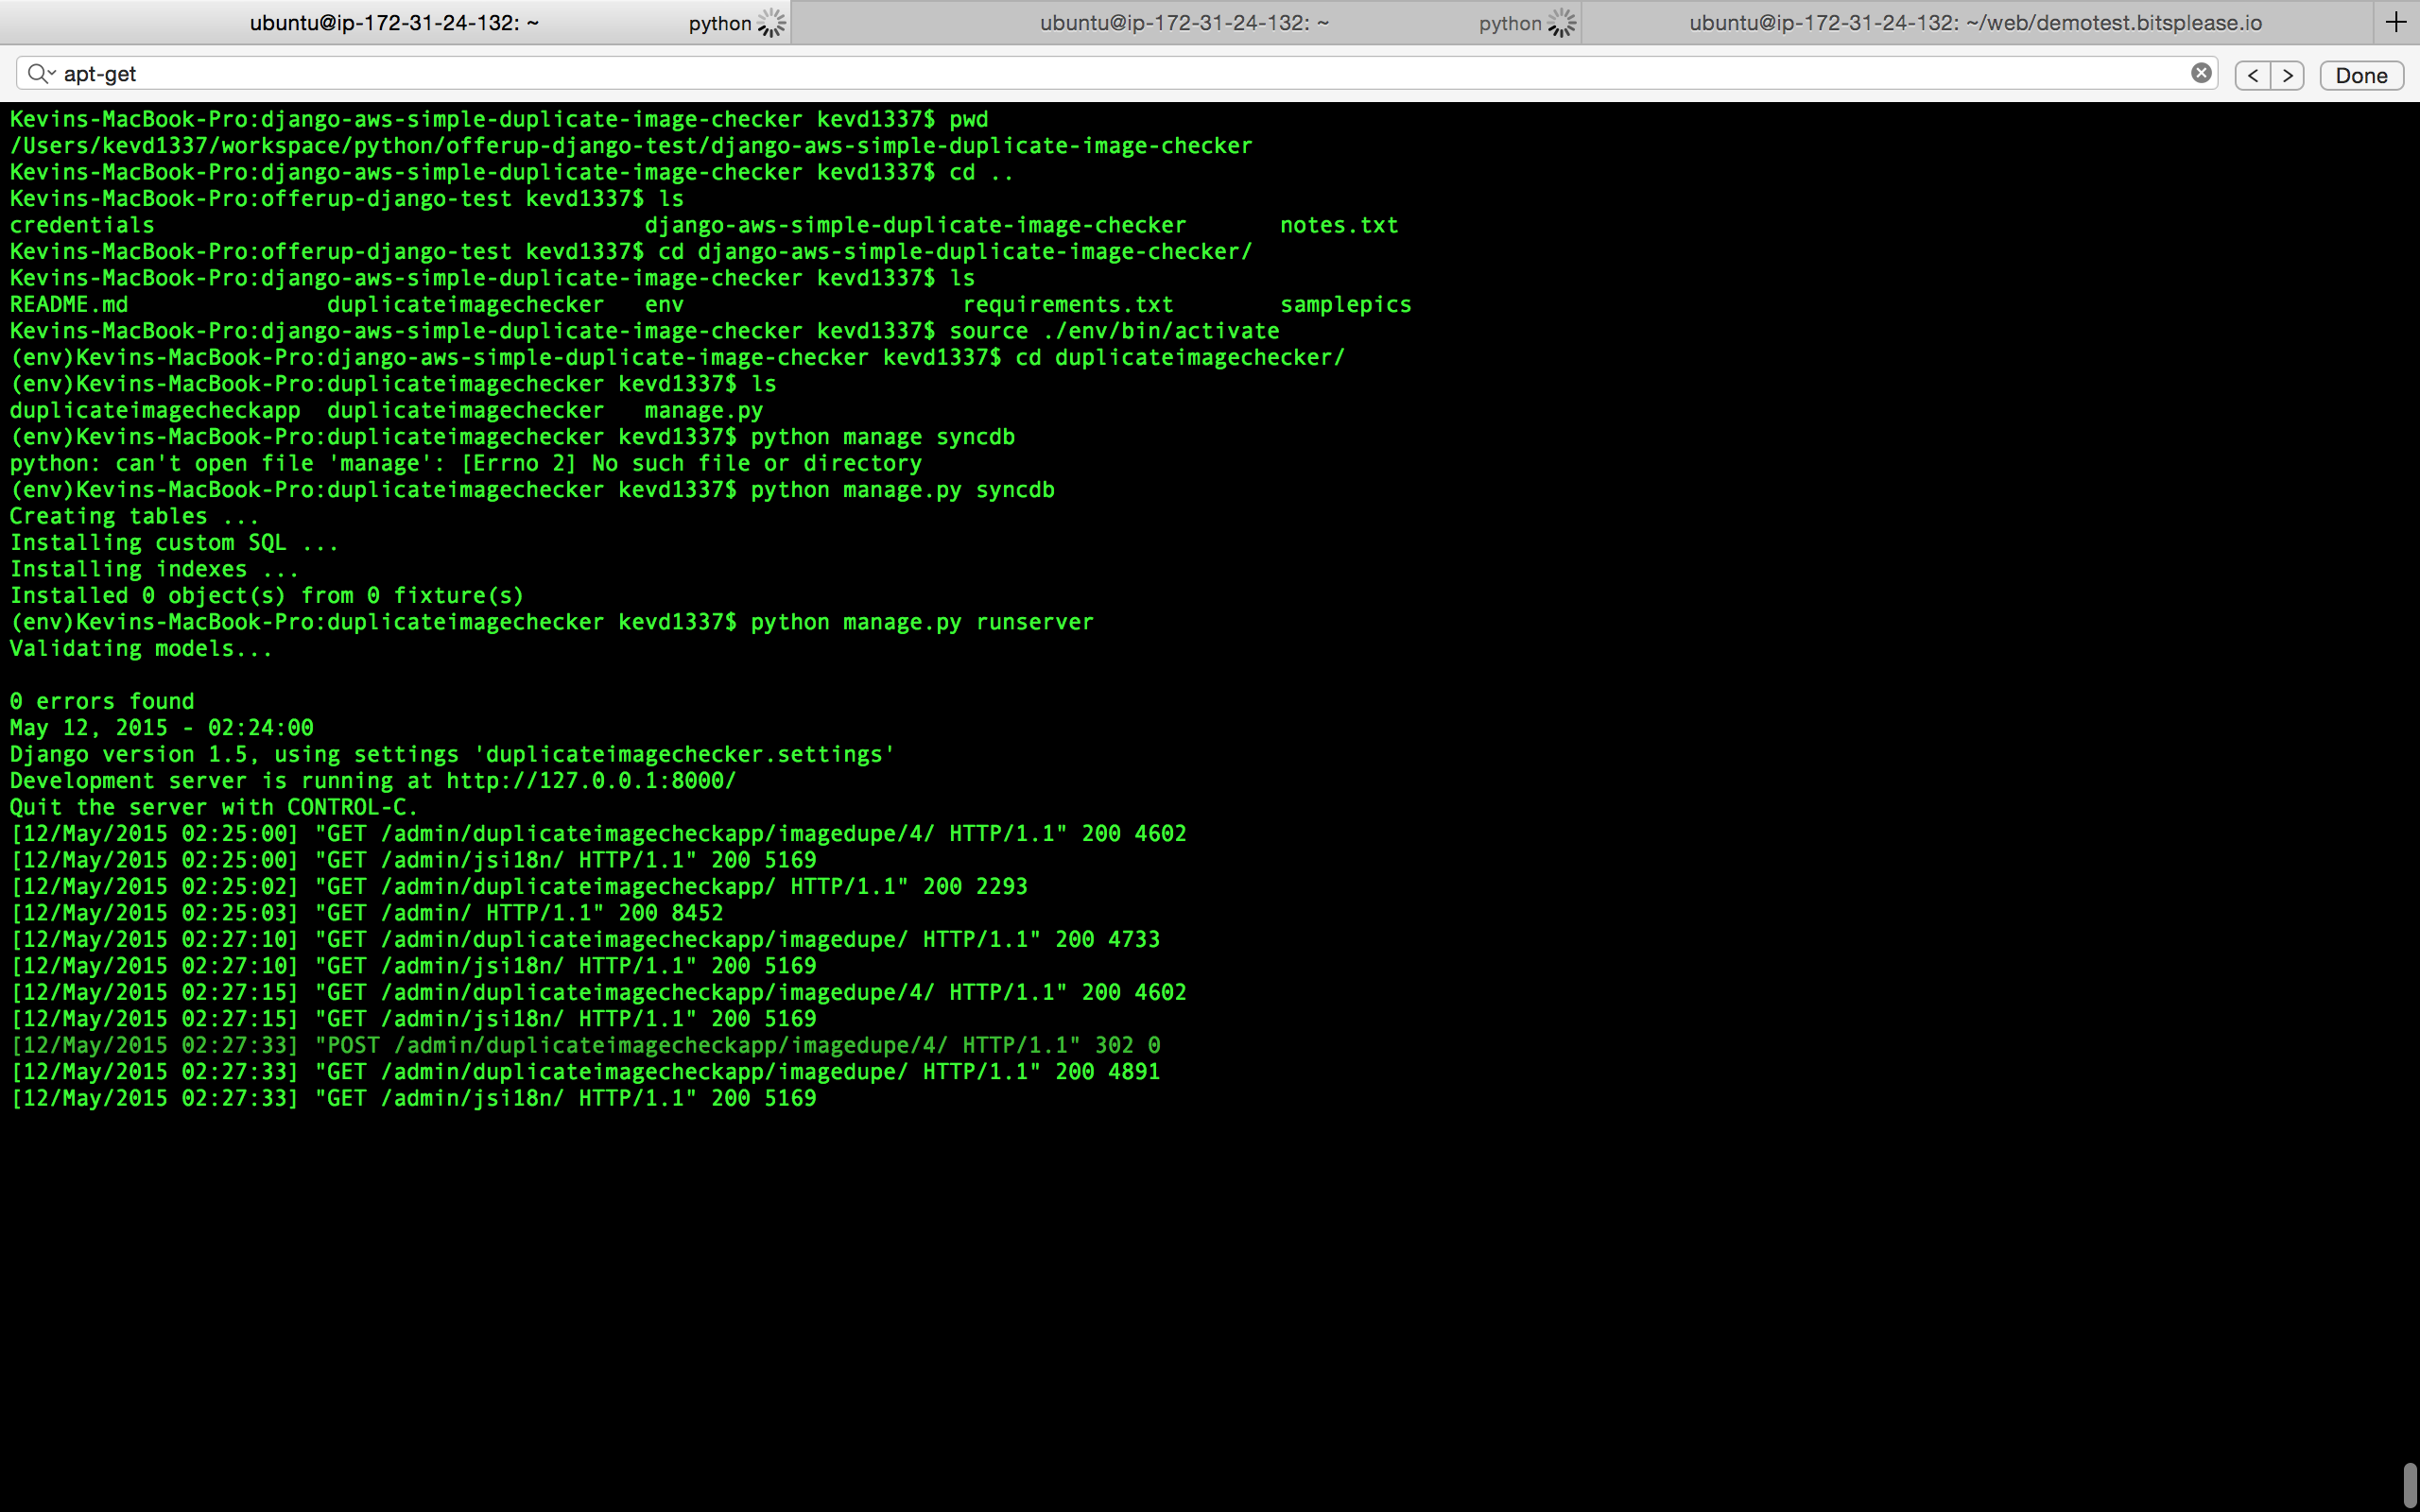 ubuntu@ip-172-31-24-132: ~ python
ubuntu@ip-172-31-24-132: ~ python
ubuntu@ip-172-31-24-132: ~/web/demotest.bitsplease.io
+
apt-get
< > Done
Kevins-MacBook-Pro:django-aws-simple-duplicate-image-checker kevd1337$ pwd
/Users/kevd1337/workspace/python/offerup-django-test/django-aws-simple-duplicate-image-checker
Kevins-MacBook-Pro:django-aws-simple-duplicate-image-checker kevd1337$ cd ..
Kevins-MacBook-Pro:offerup-django-test kevd1337$ ls
credentials django-aws-simple-duplicate-image-checker notes.txt
Kevins-MacBook-Pro:offerup-django-test kevd1337$ cd django-aws-simple-duplicate-image-checker/
Kevins-MacBook-Pro:django-aws-simple-duplicate-image-checker kevd1337$ ls
README.md duplicateimagechecker env requirements.txt samplepics
Kevins-MacBook-Pro:django-aws-simple-duplicate-image-checker kevd1337$ source ./env/bin/activate
(env)Kevins-MacBook-Pro:django-aws-simple-duplicate-image-checker kevd1337$ cd duplicateimagechecker/
(env)Kevins-MacBook-Pro:duplicateimagechecker kevd1337$ ls
duplicateimagecheckapp duplicateimagechecker manage.py
(env)Kevins-MacBook-Pro:duplicateimagechecker kevd1337$ python manage syncdb
python: can't open file 'manage': [Errno 2] No such file or directory
(env)Kevins-MacBook-Pro:duplicateimagechecker kevd1337$ python manage.py syncdb
Creating tables ...
Installing custom SQL ...
Installing indexes ...
Installed 0 object(s) from 0 fixture(s)
(env)Kevins-MacBook-Pro:duplicateimagechecker kevd1337$ python manage.py runserver
Validating models...
0 errors found
May 12, 2015 - 02:24:00
Django version 1.5, using settings 'duplicateimagechecker.settings'
Development server is running at http://127.0.0.1:8000/
Quit the server with CONTROL-C.
[12/May/2015 02:25:00] "GET /admin/duplicateimagecheckapp/imagedupe/4/ HTTP/1.1" 200 4602
[12/May/2015 02:25:00] "GET /admin/jsi18n/ HTTP/1.1" 200 5169
[12/May/2015 02:25:02] "GET /admin/duplicateimagecheckapp/ HTTP/1.1" 200 2293
[12/May/2015 02:25:03] "GET /admin/ HTTP/1.1" 200 8452
[12/May/2015 02:27:10] "GET /admin/duplicateimagecheckapp/imagedupe/ HTTP/1.1" 200 4733
[12/May/2015 02:27:10] "GET /admin/jsi18n/ HTTP/1.1" 200 5169
[12/May/2015 02:27:15] "GET /admin/duplicateimagecheckapp/imagedupe/4/ HTTP/1.1" 200 4602
[12/May/2015 02:27:15] "GET /admin/jsi18n/ HTTP/1.1" 200 5169
[12/May/2015 02:27:33] "POST /admin/duplicateimagecheckapp/imagedupe/4/ HTTP/1.1" 302 0
[12/May/2015 02:27:33] "GET /admin/duplicateimagecheckapp/imagedupe/ HTTP/1.1" 200 4891
[12/May/2015 02:27:33] "GET /admin/jsi18n/ HTTP/1.1" 200 5169